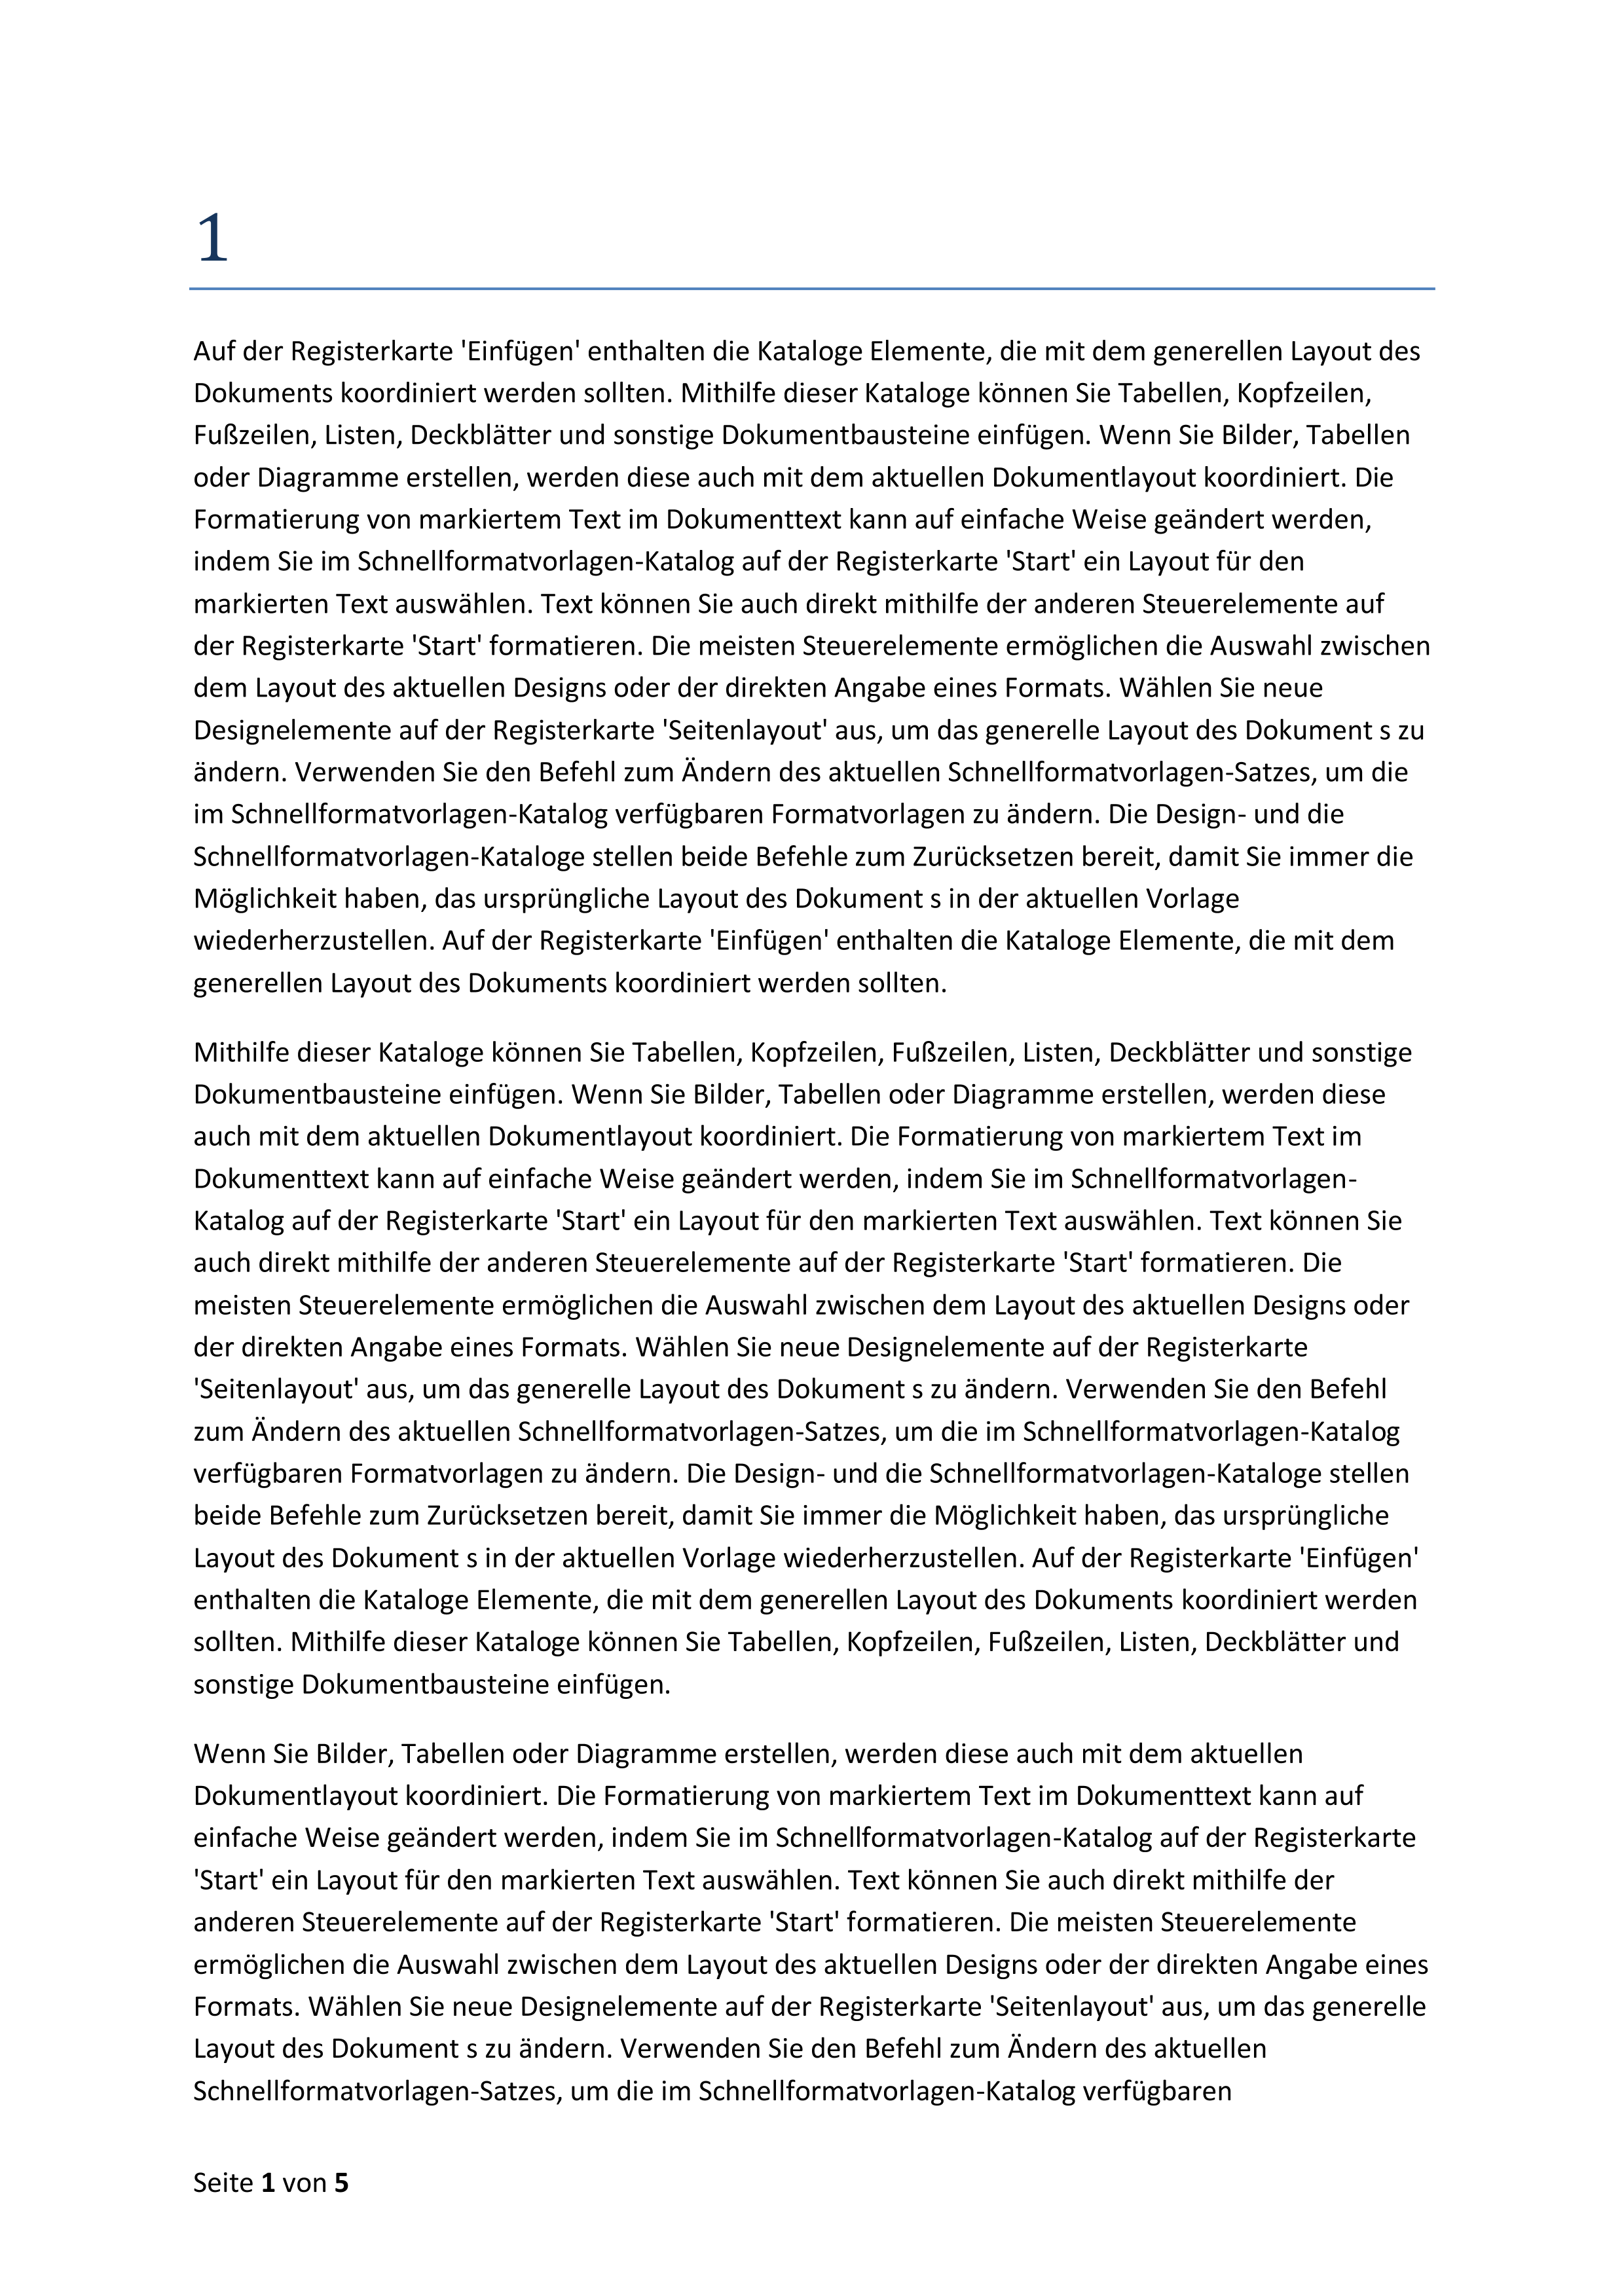 1
Auf der Registerkarte 'Einfügen' enthalten die Kataloge Elemente, die mit dem generellen Layout des
Dokuments koordiniert werden sollten. Mithilfe dieser Kataloge können Sie Tabellen, Kopfzeilen,
Fußzeilen, Listen, Deckblätter und sonstige Dokumentbausteine einfügen. Wenn Sie Bilder, Tabellen
oder Diagramme erstellen, werden diese auch mit dem aktuellen Dokumentlayout koordiniert. Die
Formatierung von markiertem Text im Dokumenttext kann auf einfache Weise geändert werden,
indem Sie im Schnellformatvorlagen-Katalog auf der Registerkarte 'Start' ein Layout für den
markierten Text auswählen. Text können Sie auch direkt mithilfe der anderen Steuerelemente auf
der Registerkarte 'Start' formatieren. Die meisten Steuerelemente ermöglichen die Auswahl zwischen
dem Layout des aktuellen Designs oder der direkten Angabe eines Formats. Wählen Sie neue
Designelemente auf der Registerkarte 'Seitenlayout' aus, um das generelle Layout des Dokument s zu
ändern. Verwenden Sie den Befehl zum Ändern des aktuellen Schnellformatvorlagen-Satzes, um die
im Schnellformatvorlagen-Katalog verfügbaren Formatvorlagen zu ändern. Die Design- und die
Schnellformatvorlagen-Kataloge stellen beide Befehle zum Zurücksetzen bereit, damit Sie immer die
Möglichkeit haben, das ursprüngliche Layout des Dokument s in der aktuellen Vorlage
wiederherzustellen. Auf der Registerkarte 'Einfügen' enthalten die Kataloge Elemente, die mit dem
generellen Layout des Dokuments koordiniert werden sollten.
Mithilfe dieser Kataloge können Sie Tabellen, Kopfzeilen, Fußzeilen, Listen, Deckblätter und sonstige
Dokumentbausteine einfügen. Wenn Sie Bilder, Tabellen oder Diagramme erstellen, werden diese
auch mit dem aktuellen Dokumentlayout koordiniert. Die Formatierung von markiertem Text im
Dokumenttext kann auf einfache Weise geändert werden, indem Sie im Schnellformatvorlagen-
Katalog auf der Registerkarte 'Start' ein Layout für den markierten Text auswählen. Text können Sie
auch direkt mithilfe der anderen Steuerelemente auf der Registerkarte 'Start' formatieren. Die
meisten Steuerelemente ermöglichen die Auswahl zwischen dem Layout des aktuellen Designs oder
der direkten Angabe eines Formats. Wählen Sie neue Designelemente auf der Registerkarte
'Seitenlayout' aus, um das generelle Layout des Dokument s zu ändern. Verwenden Sie den Befehl
zum Ändern des aktuellen Schnellformatvorlagen-Satzes, um die im Schnellformatvorlagen-Katalog
verfügbaren Formatvorlagen zu ändern. Die Design- und die Schnellformatvorlagen-Kataloge stellen
beide Befehle zum Zurücksetzen bereit, damit Sie immer die Möglichkeit haben, das ursprüngliche
Layout des Dokument s in der aktuellen Vorlage wiederherzustellen. Auf der Registerkarte 'Einfügen'
enthalten die Kataloge Elemente, die mit dem generellen Layout des Dokuments koordiniert werden
sollten. Mithilfe dieser Kataloge können Sie Tabellen, Kopfzeilen, Fußzeilen, Listen, Deckblätter und
sonstige Dokumentbausteine einfügen.
Wenn Sie Bilder, Tabellen oder Diagramme erstellen, werden diese auch mit dem aktuellen
Dokumentlayout koordiniert. Die Formatierung von markiertem Text im Dokumenttext kann auf
einfache Weise geändert werden, indem Sie im Schnellformatvorlagen-Katalog auf der Registerkarte
'Start' ein Layout für den markierten Text auswählen. Text können Sie auch direkt mithilfe der
anderen Steuerelemente auf der Registerkarte 'Start' formatieren. Die meisten Steuerelemente
ermöglichen die Auswahl zwischen dem Layout des aktuellen Designs oder der direkten Angabe eines
Formats. Wählen Sie neue Designelemente auf der Registerkarte 'Seitenlayout' aus, um das generelle
Layout des Dokument s zu ändern. Verwenden Sie den Befehl zum Ändern des aktuellen
Schnellformatvorlagen-Satzes, um die im Schnellformatvorlagen-Katalog verfügbaren
Seite 1 von 5